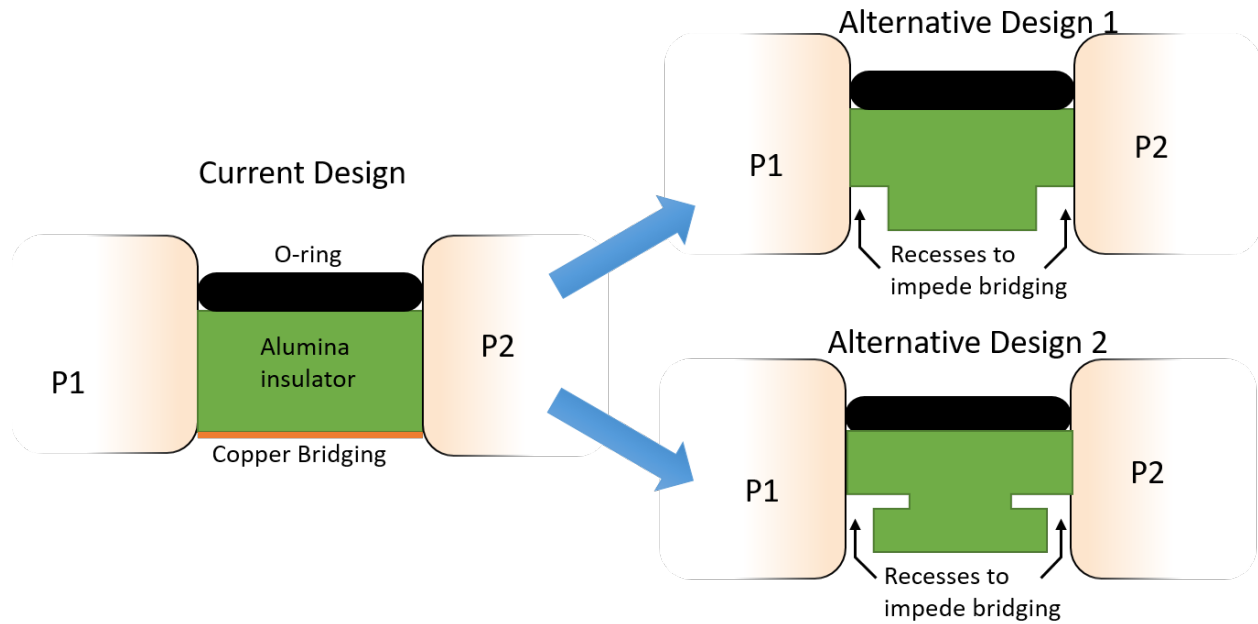 Current Design
O-ring
Alumina
insulator
P1
P2
Copper Bridging
Alternative Design 1
P1
P2
Recesses to
impede bridging
Alternative Design 2
P1
P2
Recesses to
impede bridging